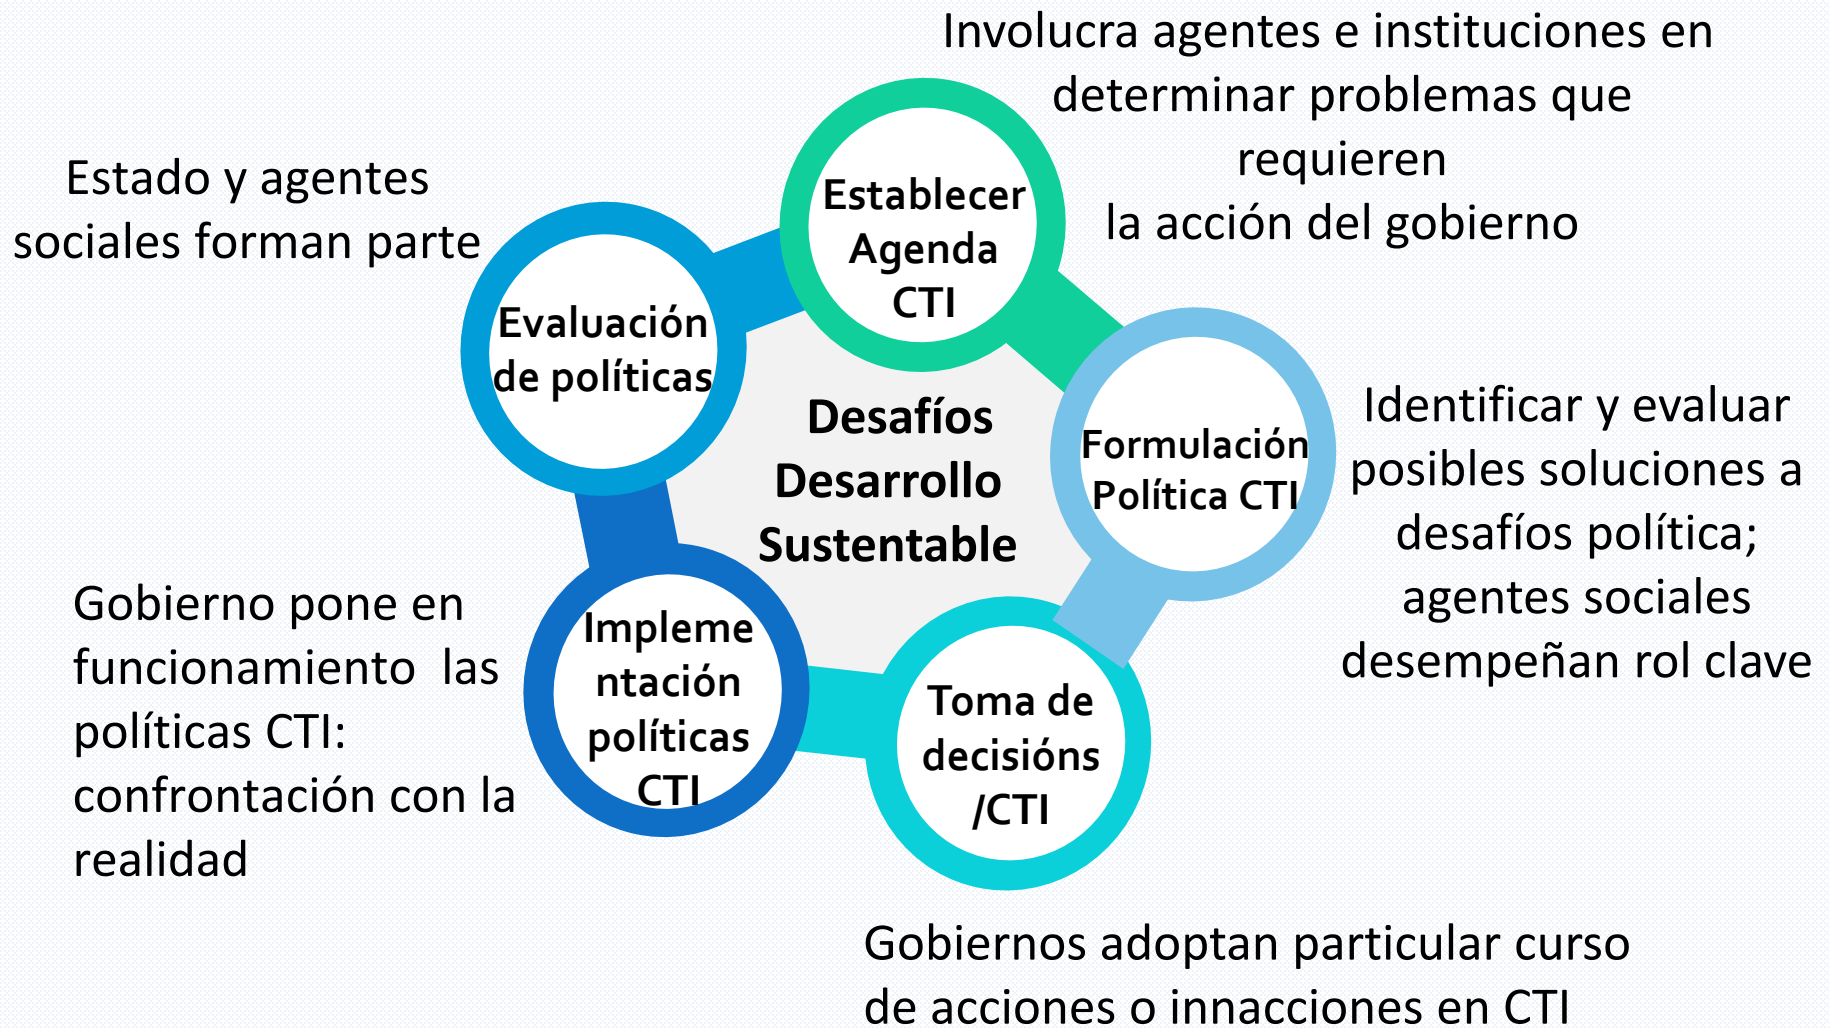 Involucra agentes e instituciones en
determinar problemas que
requieren
la acción del gobierno
Establecer
Agenda
CTI
Estado y agentes
sociales forman parte
Evaluación
de políticas
Desafíos
Desarrollo
Sustentable
Formulación
Política CTI
Identificar y evaluar
posibles soluciones a
desafíos política;
agentes sociales
desempeñan rol clave
Gobierno pone en
funcionamiento  las
políticas CTI:
confrontación con la
realidad
Impleme
ntación
políticas
CTI
Toma de
decisións
/CTI
Gobiernos adoptan particular curso
de acciones o innacciones en CTI